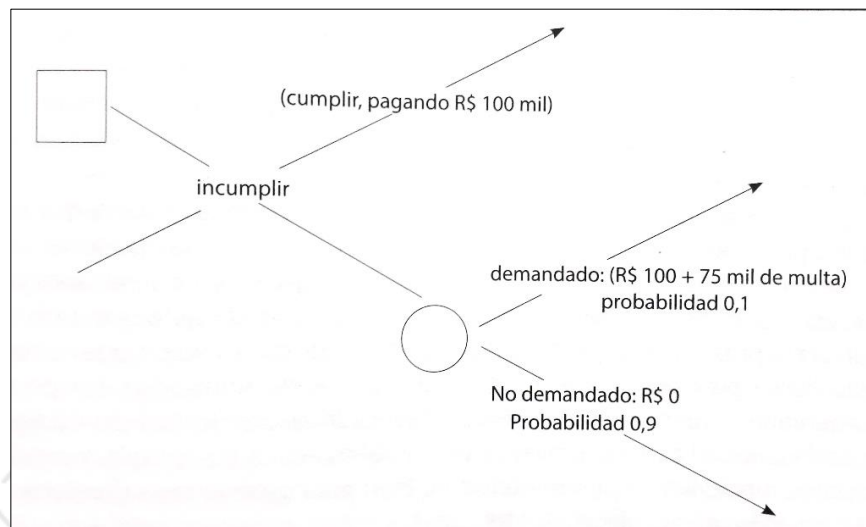 (cumplir, pagando R$ 100 mil)
incumplir
demandado: (R$ 100 + 75 mil de multa)
probabilidad 0,1
No demandado: R$ 0
Probabilidad 0,9